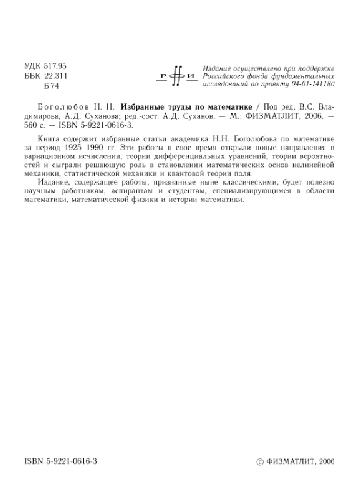 УДК 517.95
ББК 22.311
Б 74
Р Ф И
Издание осуществлено при поддержке
Российского фонда фундаментальных
исследований по проекту
Боголюбов Н. Н. Избранные труды по математике / Под ред. В.С. Вла-
димирова, А.Д. Суханова; ред.-сост. А.Д. Суханов. — М.: ФИЗМАТЛИТ, 2006. —
560 с. — ISBN 5-9221-0616-3.
Книга содержит избранные статьи академика Н.Н. Боголюбова по математике
за период 1925–1990 гг. Эти работы в свое время открыли новые направления в
вариационном исчислении, теории дифференциальных уравнений, теории вероятно-
стей и сыграли решающую роль в становлении математических основ нелинейной
механики, статистической механики и квантовой теории поля.
Издание, содержащее работы, признанные ныне классическими, будет полезно
научным работникам, аспирантам и студентам, специализирующимся в области
математики, математической физики и истории математики.
ISBN 5-9221-0616-3
© ФИЗМАТЛИТ, 2006